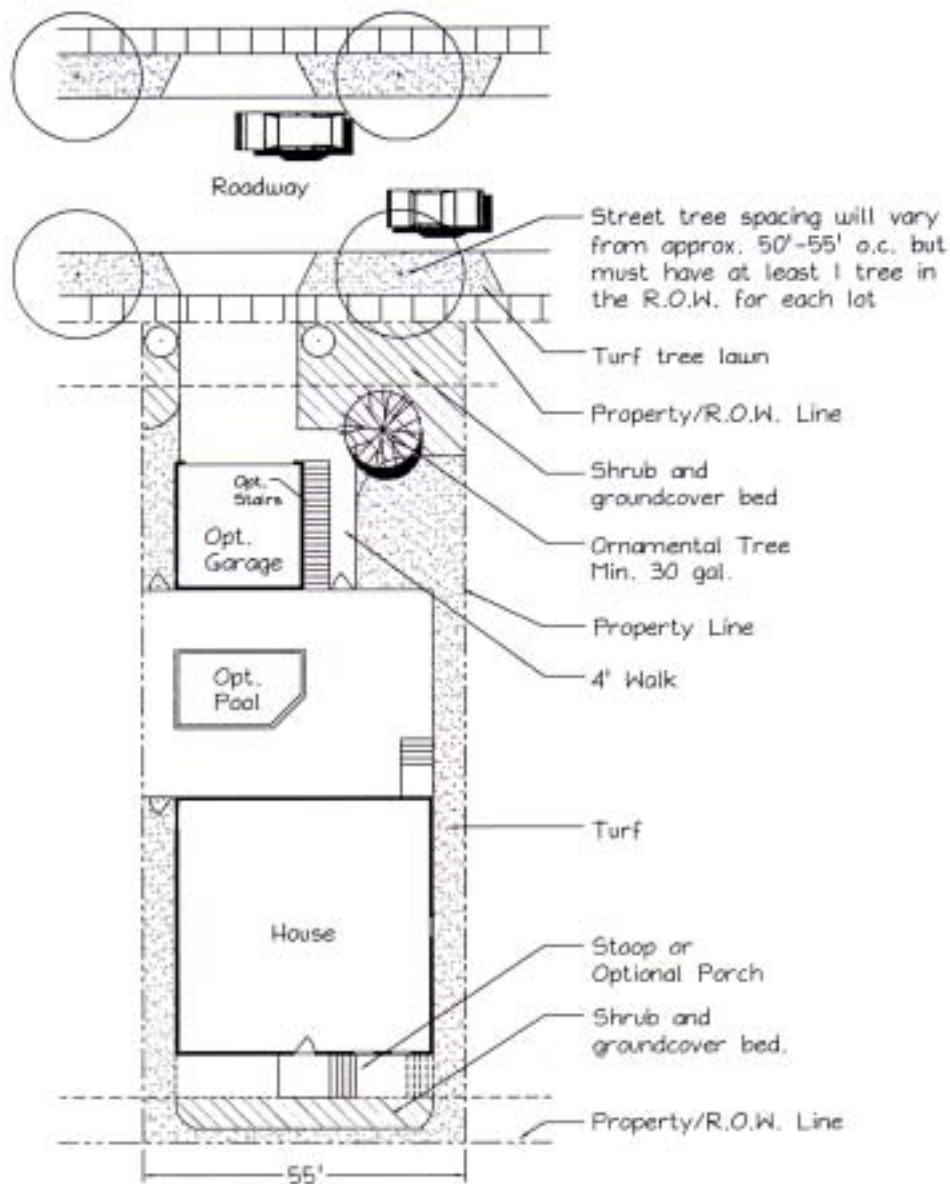 Roadway
Street tree spacing will vary
from approx. 50'-55' o.c. but
must have at least 1 tree in
the R.O.W. for each lot
Turf tree lawn
Property/R.O.W. Line
Shrub and
groundcover bed
Opt.
Stairs
Opt.
Garage
Ornamental Tree
Min. 30 gal.
Property Line
4' Walk
Opt.
Pool
Turf
House
Stoop or
Optional Porch
Shrub and
groundcover bed.
Property/R.O.W. Line
55'